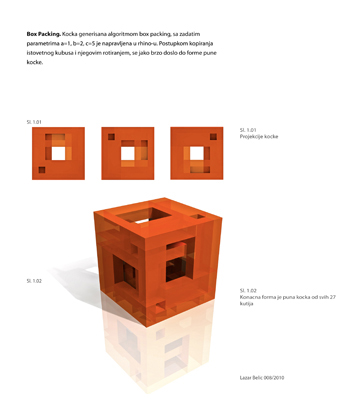 Box Packing. Kocka generisana algoritmom box packing, sa zadatim
parametrima a=1, b=2, c=5 je napravljena u rhino-u. Postupkom kopiranja
istovetnog kubusa i njegovim rotiranjem, se jako brzo doslo do forme pune
kocke.
Sl. 1.01
Sl. 1.01
Projekcije kocke
Sl. 1.02
Sl. 1.02
Konacna forma je puna kocka od svih 27
kutija
Lazar Belic 006/2010